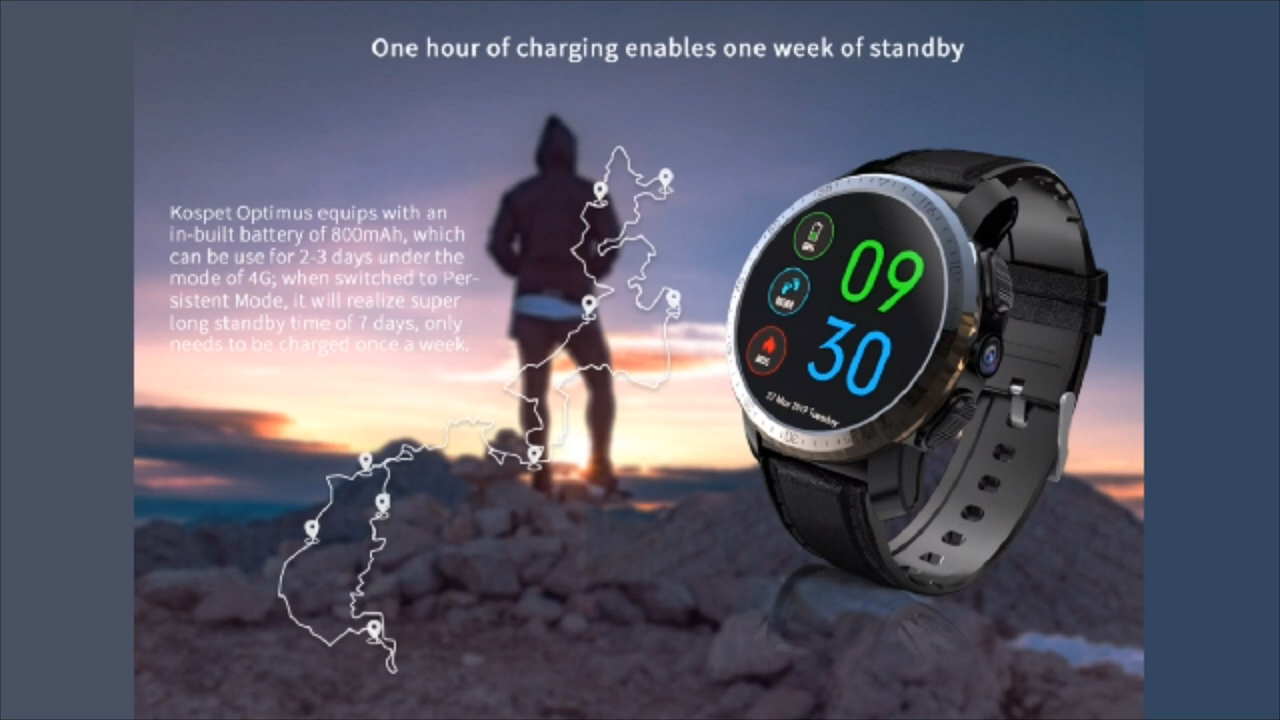 One hour of charging enables one week of standby
Kospet Optimus equips with an
in-built battery of 800mAh, which
can be use for 2-3 days under the
mode of 4G; when switched to Per-
sistent Mode, it will realize super
long standby time of 7 days, only
needs to be charged once a week.
09
30